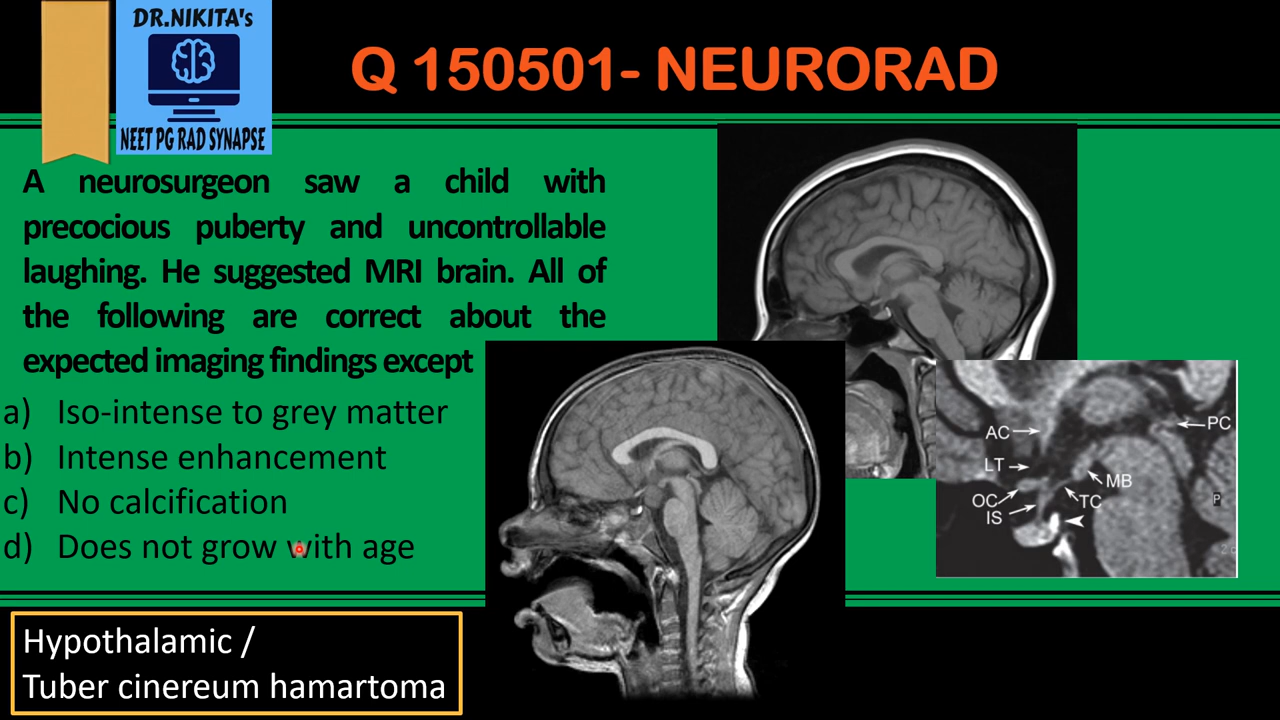 DR.NIKITA's
NEET PG RAD SYNAPSE
Q 150501- NEURORAD
A neurosurgeon saw a child with
precocious puberty and uncontrollable
laughing. He suggested MRI brain. All of
the following are correct about the
expected imaging findings except
a) Iso-intense to grey matter
b) Intense enhancement
c) No calcification
d) Does not grow with age
AC
PC
LT
MB
OC
TC
IS
P
Hypothalamic /
Tuber cinereum hamartoma